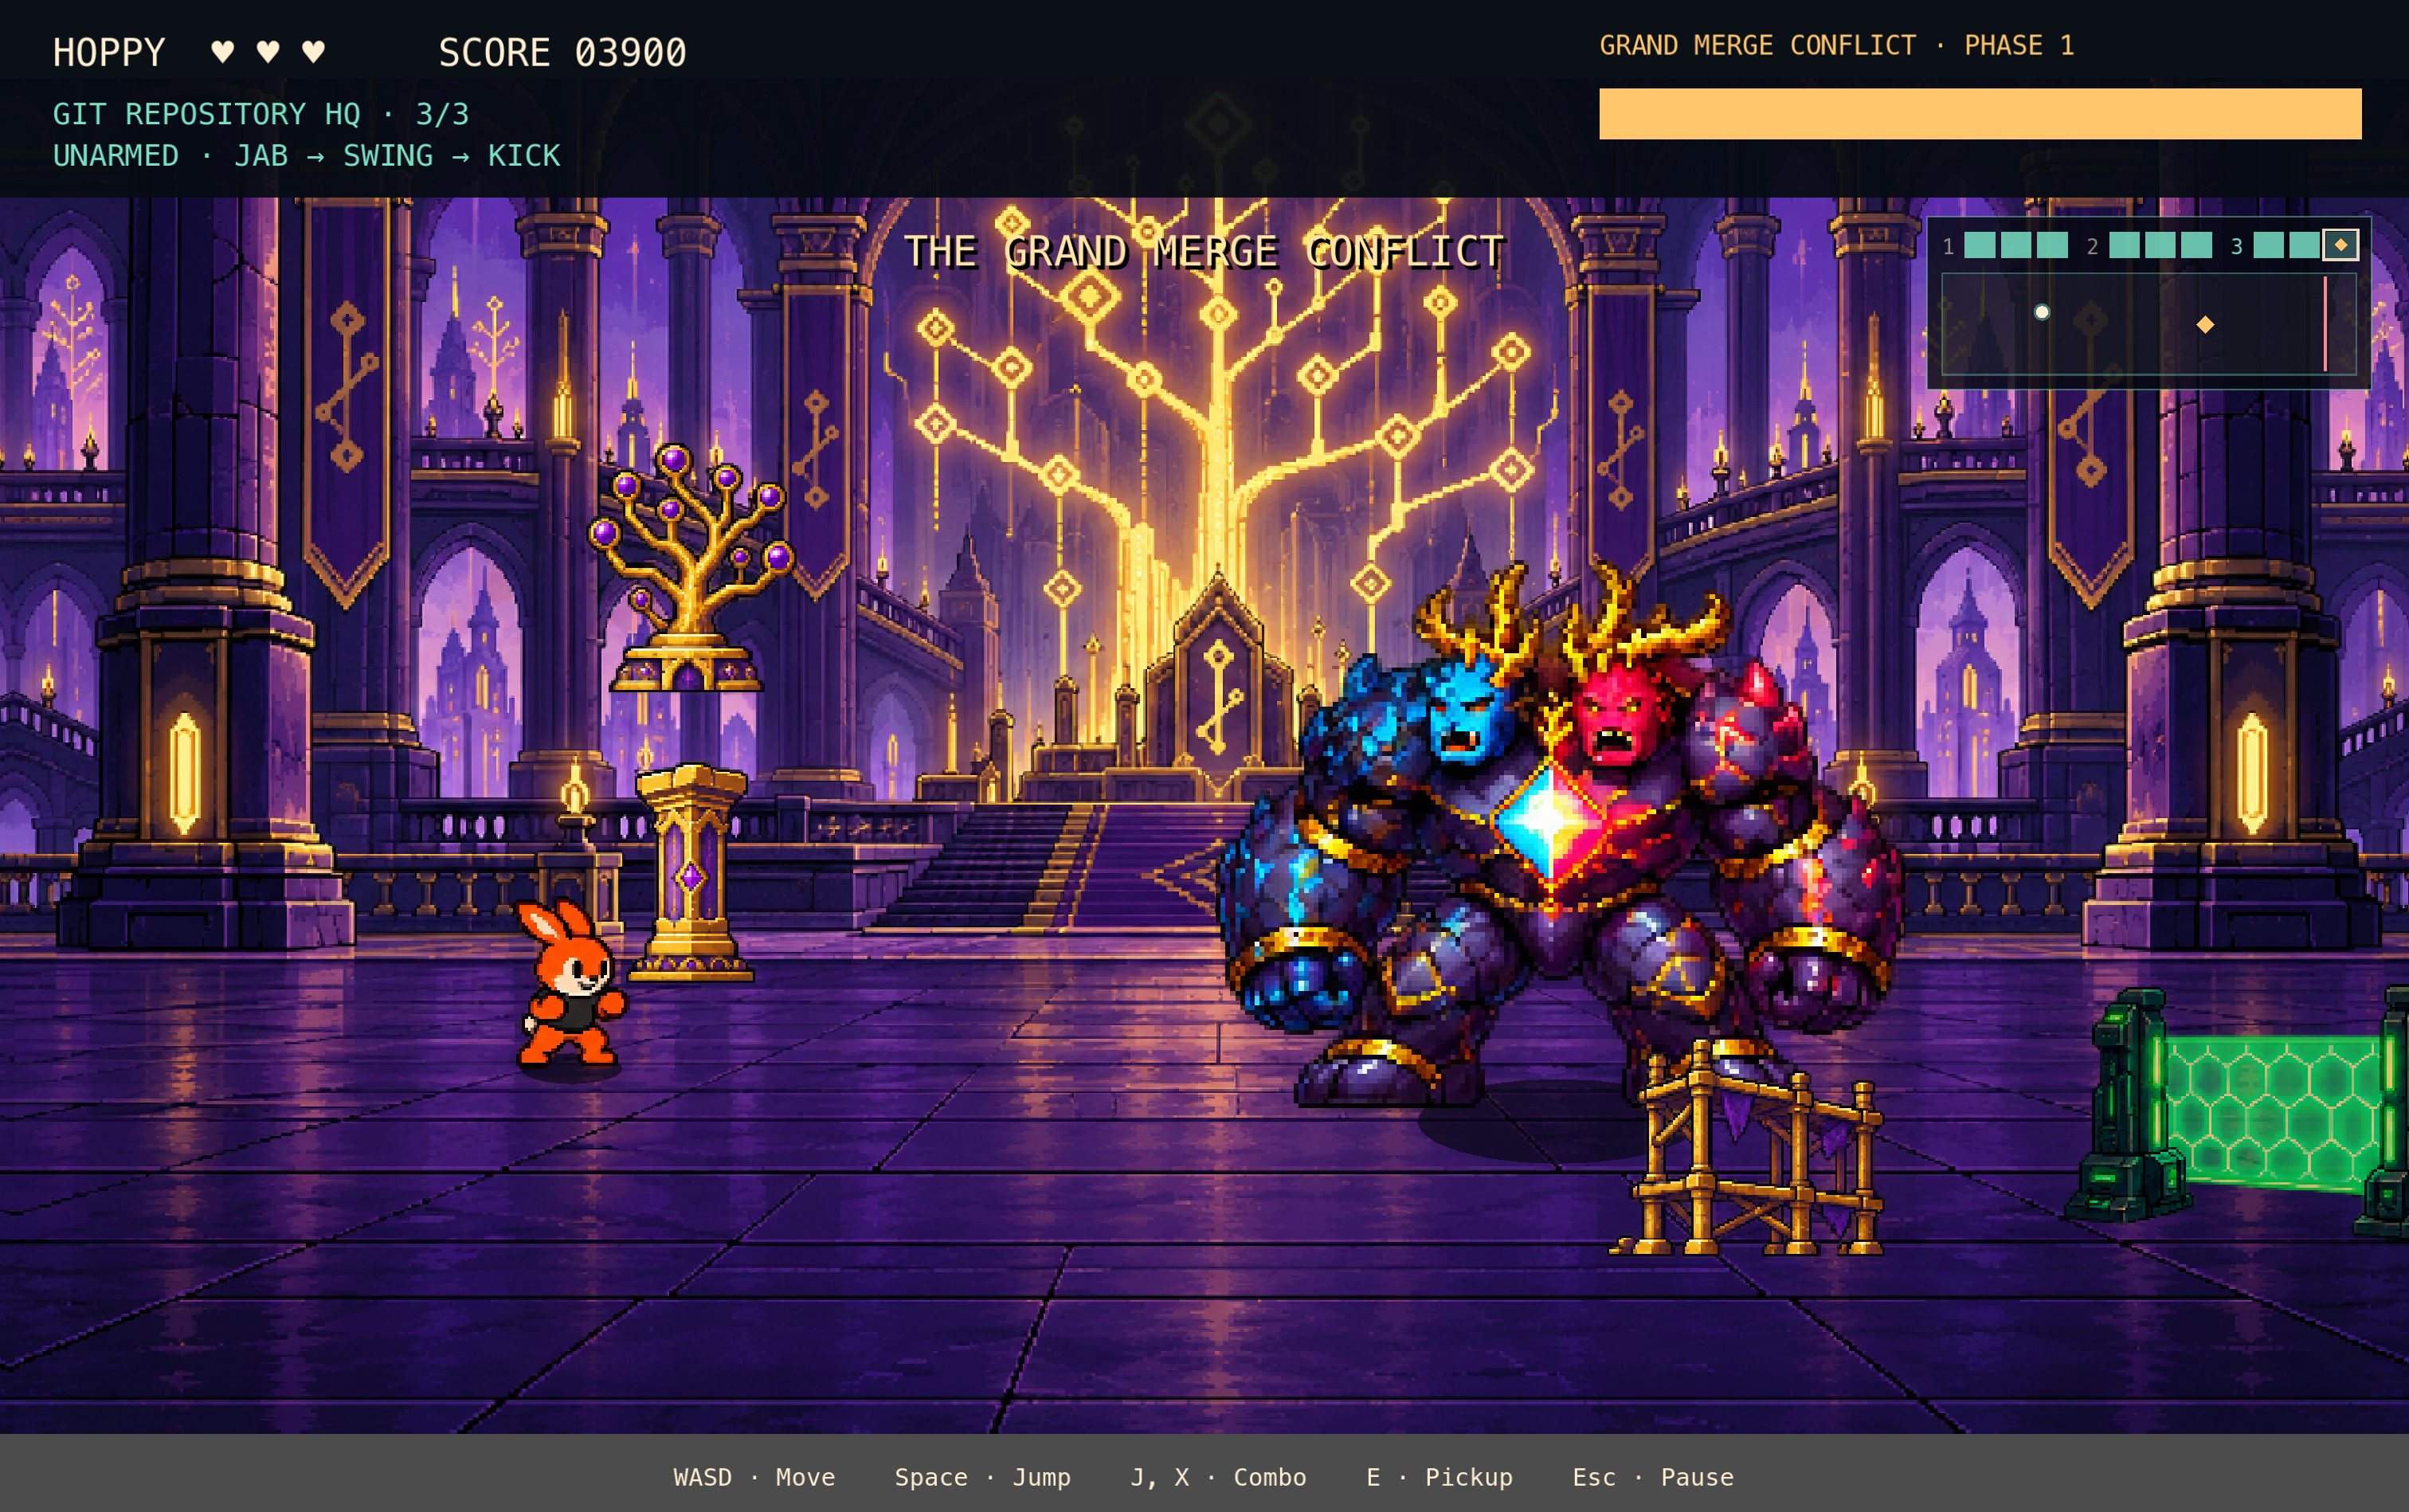 HOPPY ♥ ♥ ♥ SCORE 03900
GIT REPOSITORY HQ · 3/3
UNARMED · JAB → SWING → KICK
GRAND MERGE CONFLICT · PHASE 1
THE GRAND MERGE CONFLICT
1 2 3
WASD · Move Space · Jump J, X · Combo E · Pickup Esc · Pause